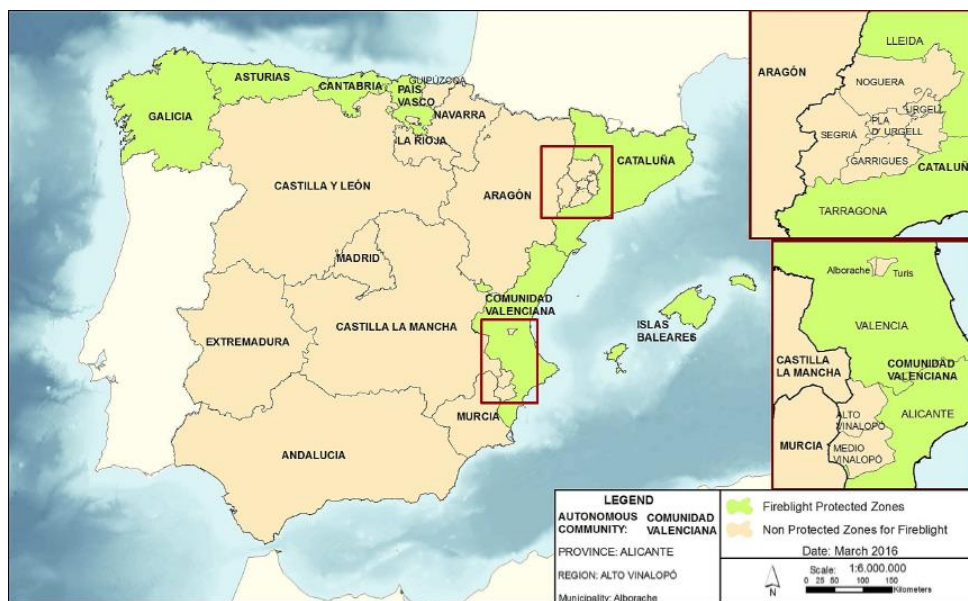 GALICIA
ASTURIAS
CANTABRIA
PAÍS
VASCO
GUIPÚZCOA
NAVARRA
LA RIOJA
CASTILLA Y LEÓN
ARAGÓN
CATALUÑA
MADRID
COMUNIDAD
VALENCIANA
CASTILLA LA MANCHA
EXTREMADURA
ISLAS
BALEARES
MURCIA
ANDALUCIA
ARAGÓN
LLEIDA
NOGUERA
URGELL
PLA
D' URGELL
SEGRIÁ
GARRIGUES
CATALUÑ
TARRAGONA
Alborache
Turis
VALENCIA
CASTILLA
LA MANCHA
COMUNIDAD
VALENCIANA
ALTO
VINALOPÓ
ALICANTE
MURCIA
MEDIO
VINALOPÓ
LEGEND
AUTONOMOUS
COMMUNITY:
COMUNIDAD
VALENCIANA
PROVINCE: ALICANTE
REGION: ALTO VINALOPÓ
Municipality: Alborache
Fireblight Protected Zones
Non Protected Zones for Fireblight
Date: March 2016
Scale: 1:6.000.000
0 25 50 100 150
Kilometers
N